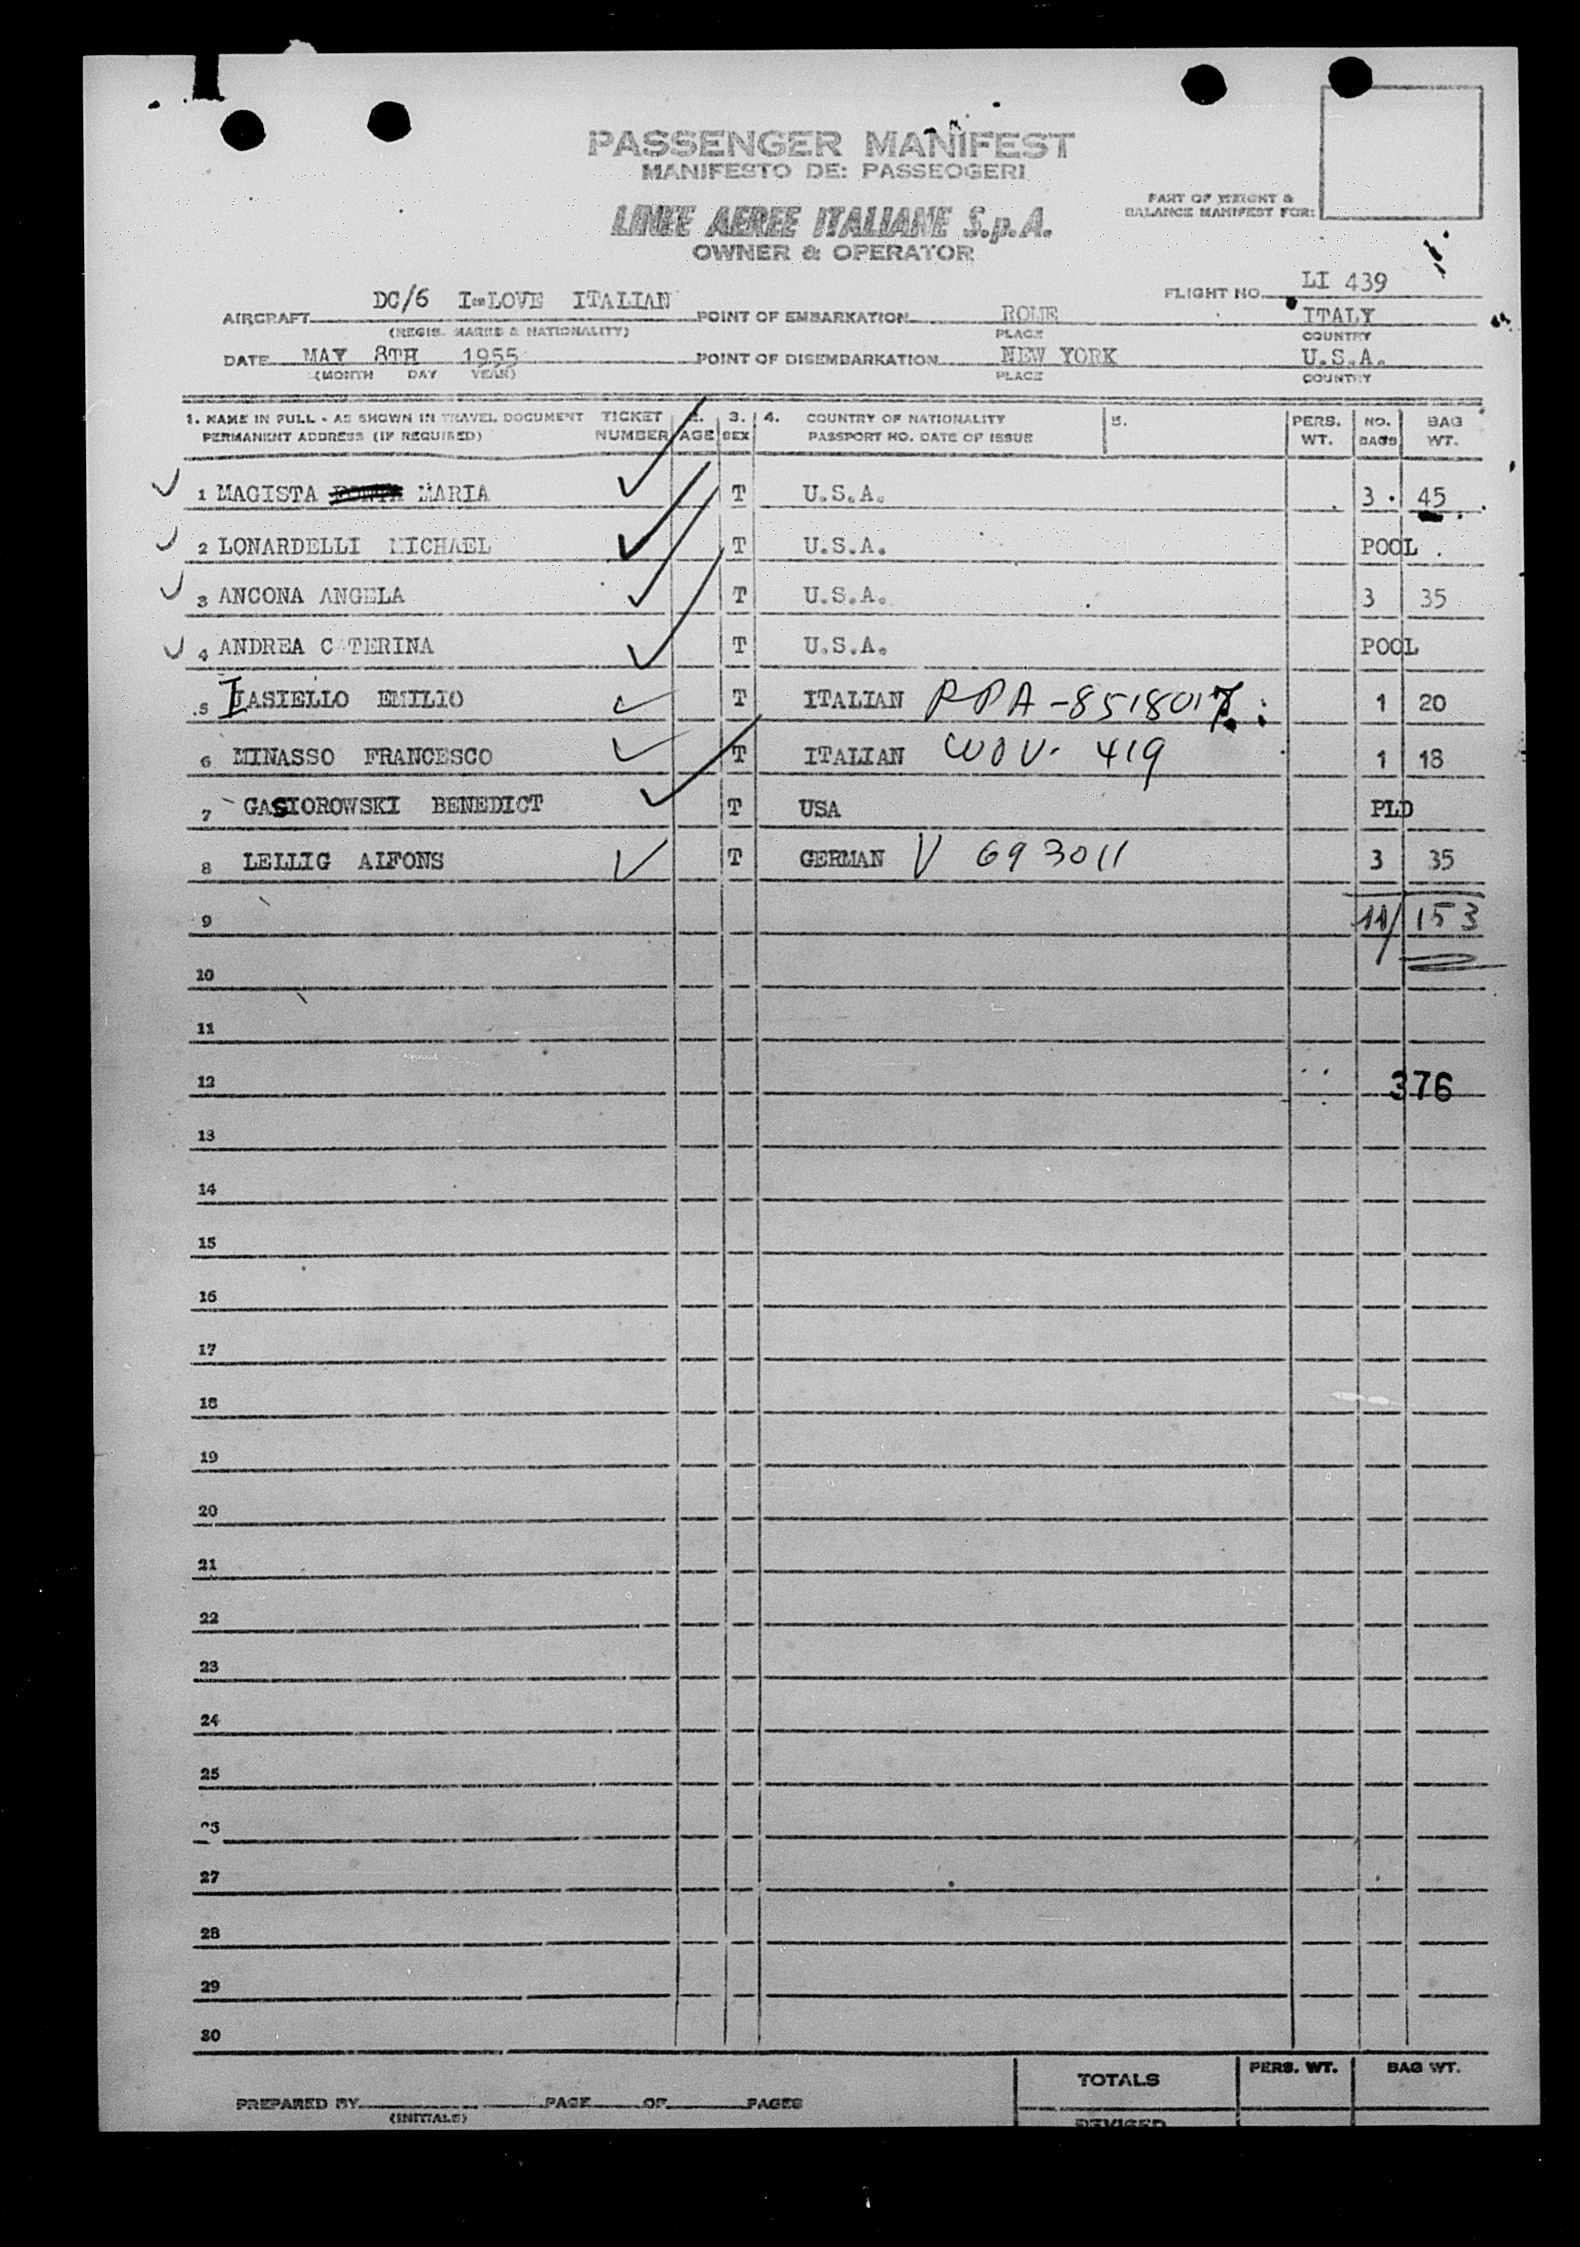 PASSENGER MANIFEST
MANIFESTO DE: PASSEOGERI
PART OF WEIGHT &
BALANCE MANIFEST FOR:
LINEE AEREE ITALIANE S.p.A.
OWNER & OPERATOR
AIRCRAFT DC/6 I-LOVE ITALIAN POINT OF EMBARKATION ROME FLIGHT NO. LI 439 ITALY
(REGIS. MARKS & NATIONALITY) PLACE COUNTRY
DATE MAY 8TH 1955 POINT OF DISEMBARKATION NEW YORK U.S.A.
(MONTH DAY YEAR) PLACE COUNTRY
1. NAME IN FULL - AS SHOWN IN TRAVEL DOCUMENT TICKET 2. 3. 4. COUNTRY OF NATIONALITY 5. PERS. NO. BAG
PERMANENT ADDRESS (IF REQUIRED) NUMBER AGE SEX PASSPORT NO. DATE OF ISSUE WT. BAGS WT.
1 MAGISTA MARIA T U.S.A. 3 45
2 LONARDELLI MICHAEL T U.S.A. POOL
3 ANCONA ANGELA T U.S.A. 3 35
4 ANDREA C TERINA T U.S.A. POOL
5 IASIELLO EMILIO T ITALIAN PPA-8518017 1 20
6 MINASSO FRANCESCO T ITALIAN 419 1 18
7 GASIOROWSKI BENEDICT T USA PLD
8 LELLIG ALFONS T GERMAN V 693011 3 35
9 11/ 153
10
11
12 376
13
14
15
16
17
18
19
20
21
22
23
24
25
27
28
29
30
TOTALS PERS. WT. BAG WT.
PREPARED BY PAGE OF PAGES
(INITIALS)
REVISED